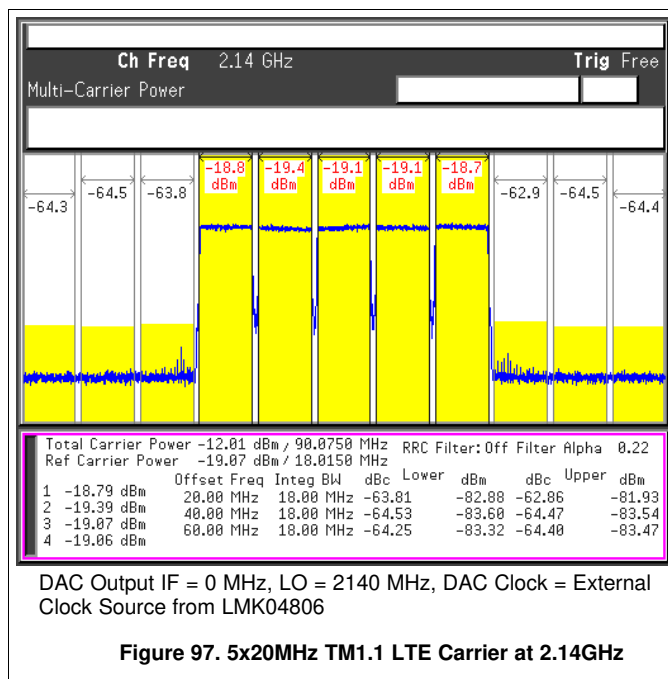 Ch Freq 2.14 GHz Trig Free
Multi-Carrier Power
-18.8 dBm -19.4 dBm -19.1 dBm -19.1 dBm -18.7 dBm
-64.3 -64.5 -63.8 -62.9 -64.5 -64.4
Total Carrier Power -12.01 dBm/ 90.0750 MHz RRC Filter: Off Filter Alpha 0.22
Ref Carrier Power -19.07 dBm/ 18.0150 MHz
Offset Freq Integ BW dBc Lower dBm dBc Upper dBm
1 -18.79 dBm 20.00 MHz 18.00 MHz -63.81 -82.88 -62.86 -81.93
2 -19.39 dBm 40.00 MHz 18.00 MHz -64.53 -83.60 -64.47 -83.54
3 -19.07 dBm 60.00 MHz 18.00 MHz -64.25 -83.32 -64.40 -83.47
4 -19.06 dBm
DAC Output IF = 0 MHz, LO = 2140 MHz, DAC Clock = External
Clock Source from LMK04806
Figure 97. 5x20MHz TM1.1 LTE Carrier at 2.14GHz